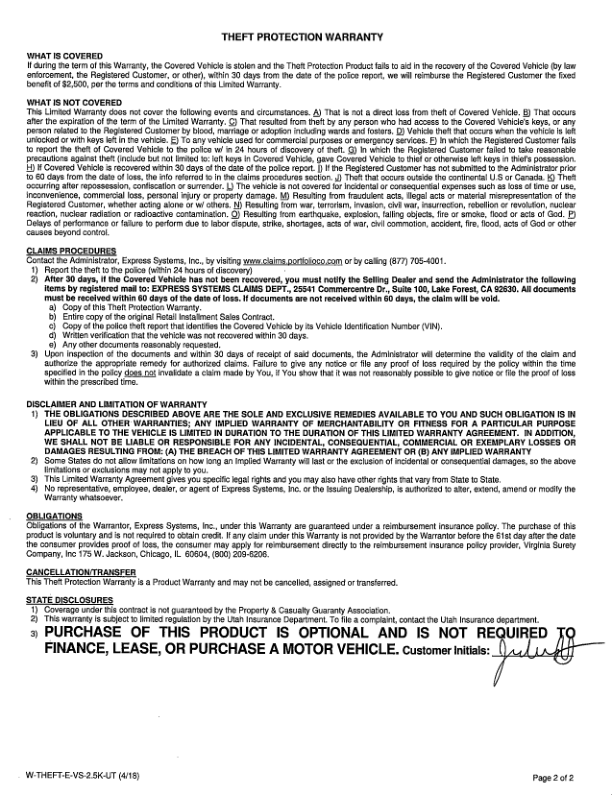 THEFT PROTECTION WARRANTY
WHAT IS COVERED
If during the term of this Warranty, the Covered Vehicle is stolen and the Theft Protection Product fails to aid in the recovery of the Covered Vehicle (by law
enforcement, the Registered Customer, or other), within 30 days from the date of the police report, we will reimburse the Registered Customer the fixed
benefit of $2,500, per the terms and conditions of this Limited Warranty.
WHAT IS NOT COVERED
This Limited Warranty does not cover the following events and circumstances. A) That is not a direct loss from theft of Covered Vehicle. B) That occurs
after the expiration of the term of the Limited Warranty. C) That resulted from theft by any person who had access to the Covered Vehicle's keys, or any
person related to the Registered Customer by blood, marriage or adoption including wards and fosters. D) Vehicle theft that occurs when the vehicle is left
unlocked or with keys left in the vehicle. E) To any vehicle used for commercial purposes or emergency services. F) In which the Registered Customer fails
to report the theft of Covered Vehicle to the police w/ in 24 hours of discovery of theft. G) In which the Registered Customer failed to take reasonable
precautions against theft (include but not limited to: left keys in Covered Vehicle, gave Covered Vehicle to thief or otherwise left keys in thief's possession.
H) If Covered Vehicle is recovered within 30 days of the date of the police report. I) If the Registered Customer has not submitted to the Administrator prior
to 60 days from the date of loss, the info referred to in the claims procedures section. J) Theft that occurs outside the continental U.S or Canada. K) Theft
occurring after repossession, confiscation or surrender. L) The vehicle is not covered for incidental or consequential expenses such as loss of time or use,
inconvenience, commercial loss, personal injury or property damage. M) Resulting from fraudulent acts, illegal acts or material misrepresentation of the
Registered Customer, whether acting alone or w/ others. N) Resulting from war, terrorism, invasion, civil war, insurrection, rebellion or revolution, nuclear
reaction, nuclear radiation or radioactive contamination. O) Resulting from earthquake, explosion, falling objects, fire or smoke, flood or acts of God. P)
Delays of performance or failure to perform due to labor dispute, strike, shortages, acts of war, civil commotion, accident, fire, flood, acts of God or other
causes beyond control.
CLAIMS PROCEDURES
Contact the Administrator, Express Systems, Inc., by visiting www.claims.portfolioco.com or by calling (877) 705-4001.
1) Report the theft to the police (within 24 hours of discovery)
2) After 30 days, if the Covered Vehicle has not been recovered, you must notify the Selling Dealer and send the Administrator the following
items by registered mail to: EXPRESS SYSTEMS CLAIMS DEPT., 25541 Commercentre Dr., Suite 100, Lake Forest, CA 92630. All documents
must be received within 60 days of the date of loss. If documents are not received within 60 days, the claim will be void.
a) Copy of this Theft Protection Warranty.
b) Entire copy of the original Retail Installment Sales Contract.
c) Copy of the police theft report that identifies the Covered Vehicle by its Vehicle Identification Number (VIN).
d) Written verification that the vehicle was not recovered within 30 days.
e) Any other documents reasonably requested.
3) Upon inspection of the documents and within 30 days of receipt of said documents, the Administrator will determine the validity of the claim and
authorize the appropriate remedy for authorized claims. Failure to give any notice or file any proof of loss required by the policy within the time
specified in the policy does not invalidate a claim made by You, if You show that it was not reasonably possible to give notice or file the proof of loss
within the prescribed time.
DISCLAIMER AND LIMITATION OF WARRANTY
1) THE OBLIGATIONS DESCRIBED ABOVE ARE THE SOLE AND EXCLUSIVE REMEDIES AVAILABLE TO YOU AND SUCH OBLIGATION IS IN
LIEU OF ALL OTHER WARRANTIES; ANY IMPLIED WARRANTY OF MERCHANTABILITY OR FITNESS FOR A PARTICULAR PURPOSE
APPLICABLE TO THE VEHICLE IS LIMITED IN DURATION TO THE DURATION OF THIS LIMITED WARRANTY AGREEMENT. IN ADDITION,
WE SHALL NOT BE LIABLE OR RESPONSIBLE FOR ANY INCIDENTAL, CONSEQUENTIAL, COMMERCIAL OR EXEMPLARY LOSSES OR
DAMAGES RESULTING FROM: (A) THE BREACH OF THIS LIMITED WARRANTY AGREEMENT OR (B) ANY IMPLIED WARRANTY
2) Some States do not allow limitations on how long an Implied Warranty will last or the exclusion of incidental or consequential damages, so the above
limitations or exclusions may not apply to you.
3) This Limited Warranty Agreement gives you specific legal rights and you may also have other rights that vary from State to State.
4) No representative, employee, dealer, or agent of Express Systems, Inc. or the Issuing Dealership, is authorized to alter, extend, amend or modify the
Warranty whatsoever.
OBLIGATIONS
Obligations of the Warrantor, Express Systems, Inc., under this Warranty are guaranteed under a reimbursement insurance policy. The purchase of this
product is voluntary and is not required to obtain credit. If any claim under this Warranty is not provided by the Warrantor before the 61st day after the date
the consumer provides proof of loss, the consumer may apply for reimbursement directly to the reimbursement insurance policy provider, Virginia Surety
Company, Inc 175 W. Jackson, Chicago, IL 60604, (800) 209-6206.
CANCELLATION/TRANSFER
This Theft Protection Warranty is a Product Warranty and may not be cancelled, assigned or transferred.
STATE DISCLOSURES
1) Coverage under this contract is not guaranteed by the Property & Casualty Guaranty Association.
2) This warranty is subject to limited regulation by the Utah Insurance Department. To file a complaint, contact the Utah Insurance department.
3) PURCHASE OF THIS PRODUCT IS OPTIONAL AND IS NOT REQUIRED TO
FINANCE, LEASE, OR PURCHASE A MOTOR VEHICLE. Customer Initials:
W-THEFT-E-VS-2.5K-UT (4/18)
Page 2 of 2